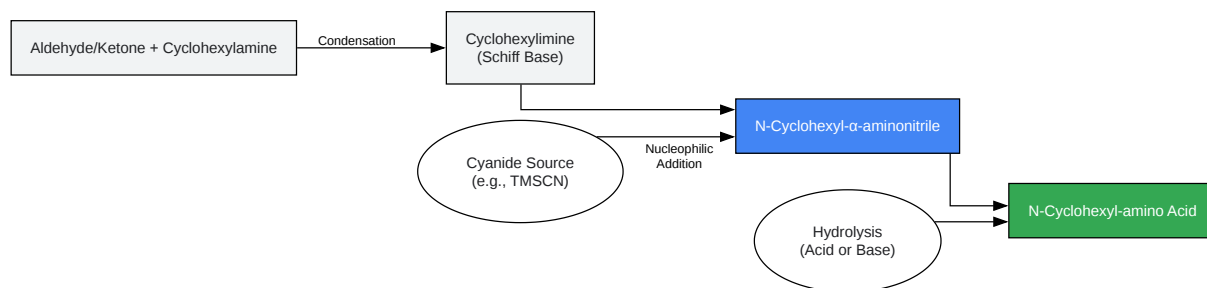 Aldehyde/Ketone + Cyclohexylamine
Condensation
Cyclohexylimine
(Schiff Base)
Cyanide Source
(e.g., TMSCN)
Nucleophilic
Addition
N-Cyclohexyl-α-aminonitrile
Hydrolysis
(Acid or Base)
N-Cyclohexyl-amino Acid